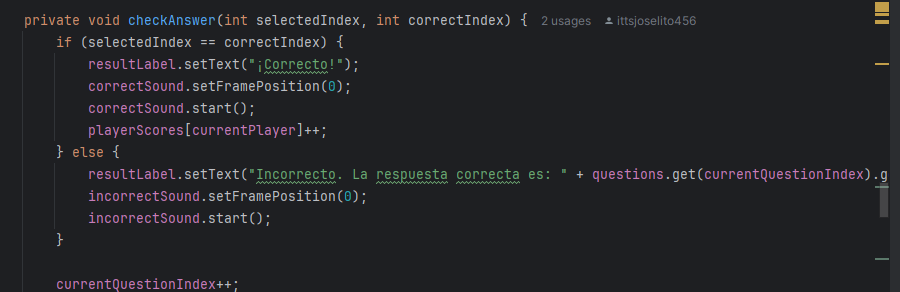 private void checkAnswer(int selectedIndex, int correctIndex) { 2 usages ittsjoselito456
if (selectedIndex == correctIndex) {
resultLabel.setText("¡Correcto!");
correctSound.setFramePosition(0);
correctSound.start();
playerScores[currentPlayer]++;
} else {
resultLabel.setText("Incorrecto. La respuesta correcta es: " + questions.get(currentQuestionIndex).g
incorrectSound.setFramePosition(0);
incorrectSound.start();
}
currentQuestionIndex++;